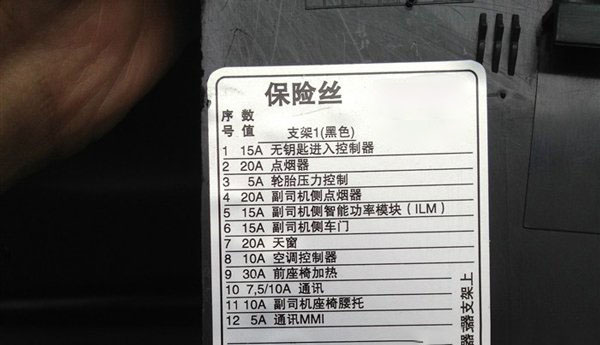 保险丝
序 数
号 值 支架1(黑色)
1 15A 无钥匙进入控制器
2 20A 点烟器
3 5A 轮胎压力控制
4 20A 副司机侧点烟器
5 15A 副司机侧智能功率模块(ILM)
6 15A 副司机侧车门
7 20A 天窗
8 10A 空调控制器
9 30A 前座椅加热
10 7,5/10A 通讯
11 10A 副司机座椅腰托
12 5A 通讯MMI
器支架上